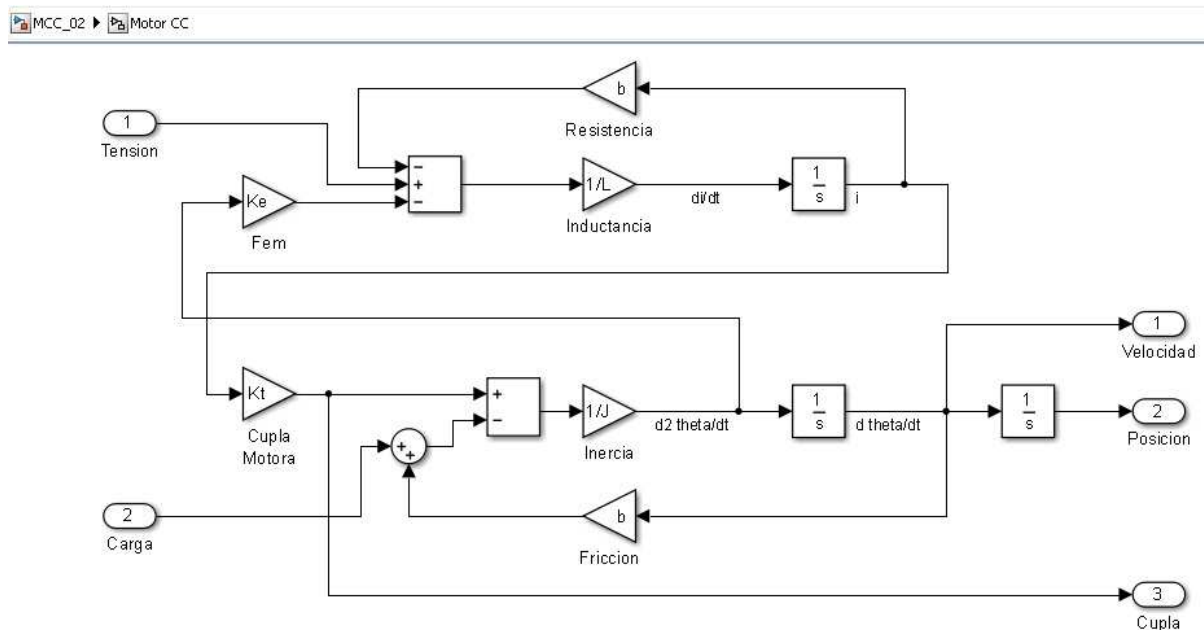 MCC_02 Motor CC
b
Resistencia
1
Tension
−
+
−
1/L
Inductancia
di/dt
1
s
i
Ke
Fem
1
Velocidad
Kt
Cupla
Motora
+
−
1/J
Inercia
d2 theta/dt
1
s
d theta/dt
1
s
2
Posicion
+
+
2
Carga
b
Friccion
3
Cupla